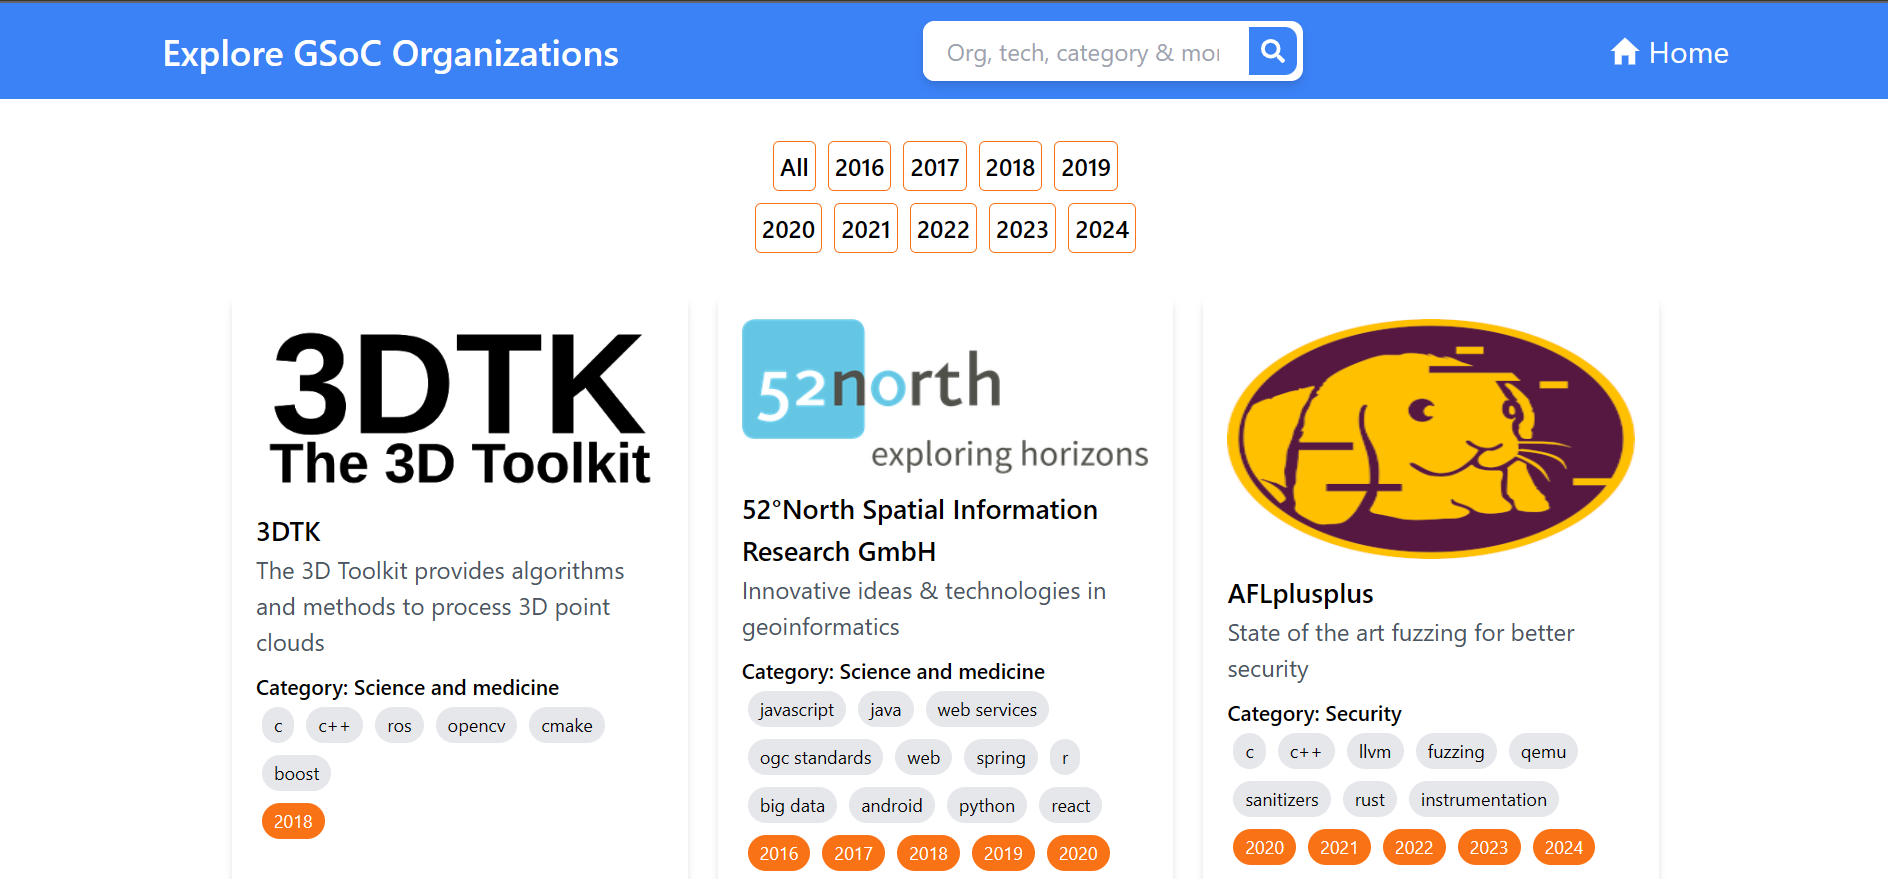 Explore GSoC Organizations
Org, tech, category & mor
Home
All 2016 2017 2018 2019
2020 2021 2022 2023 2024
3DTK
The 3D Toolkit
3DTK
The 3D Toolkit provides algorithms
and methods to process 3D point
clouds
Category: Science and medicine
c c++ ros opencv cmake
boost
2018
52north
exploring horizons
52°North Spatial Information
Research GmbH
Innovative ideas & technologies in
geoinformatics
Category: Science and medicine
javascript java web services
ogc standards web spring r
big data android python react
2016 2017 2018 2019 2020
AFLplusplus
State of the art fuzzing for better
security
Category: Security
c c++ llvm fuzzing qemu
sanitizers rust instrumentation
2020 2021 2022 2023 2024